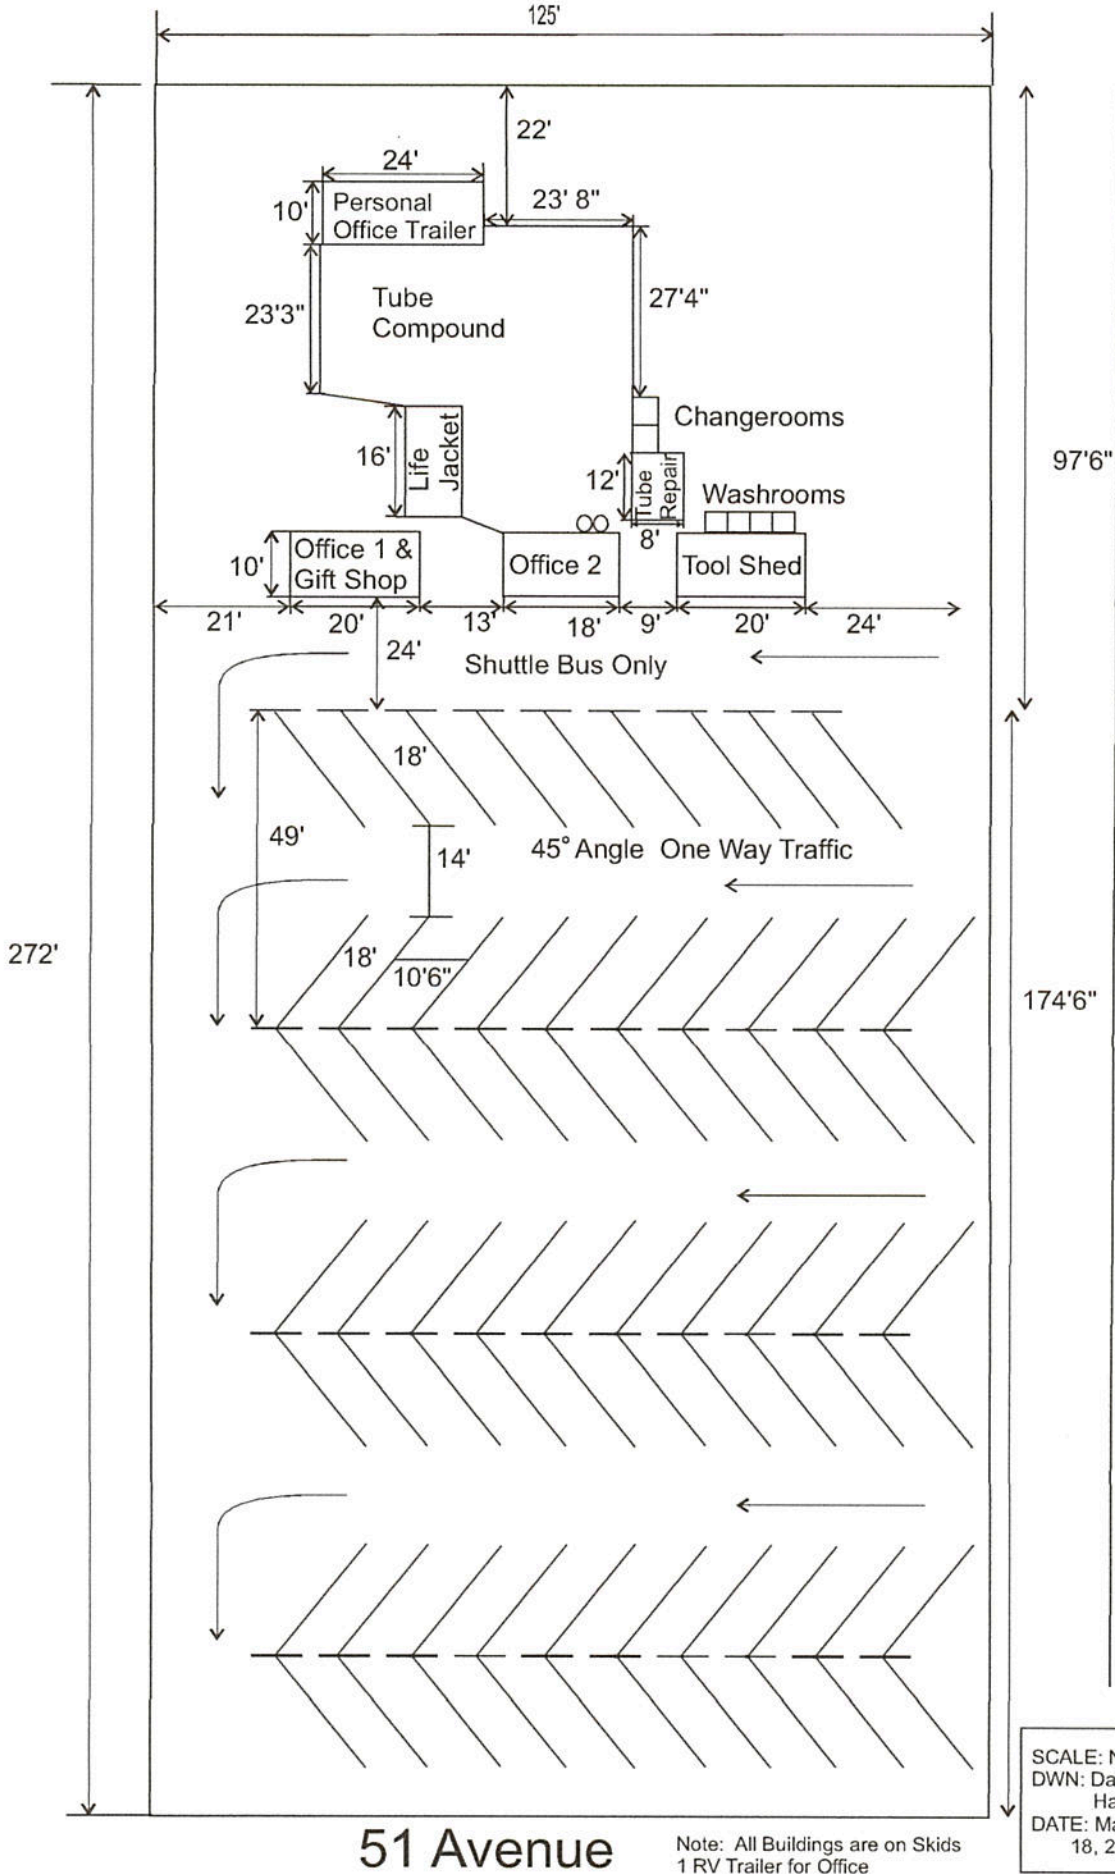 125'
22'
24'
23' 8"
10'
Personal
Office Trailer
27'4"
23'3"
Tube
Compound
Changerooms
97'6"
16'
Life
Jacket
12'
Tube
Repair
Washrooms
8'
10'
Office 1 &
Gift Shop
Office 2
Tool Shed
21'
20'
13'
18'
9'
20'
24'
24'
Shuttle Bus Only
18'
49'
14'
45° Angle One Way Traffic
272'
18'
10'6"
174'6"
SCALE:
DWN:
DATE:
18,
51 Avenue
Note: All Buildings are on Skids
1 RV Trailer for Office